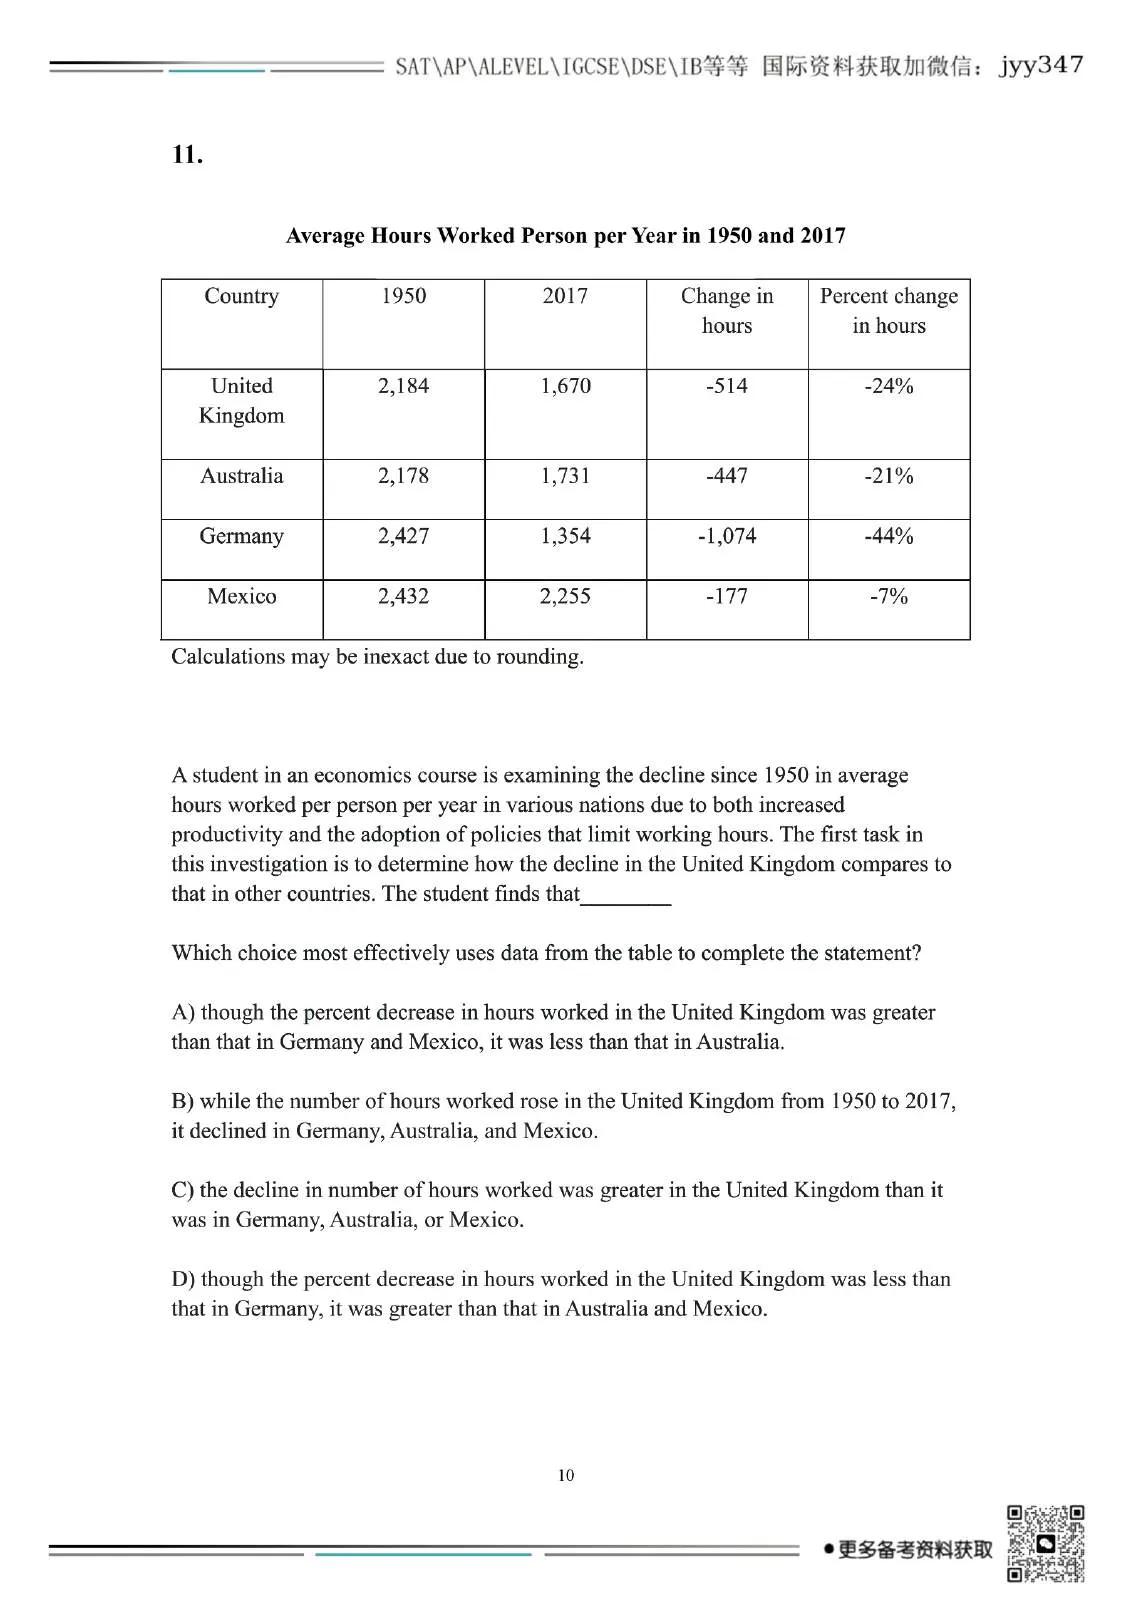 SAT\AP\ALEVEL\IGCSE\DSE\IB等等 国际资料获取加微信: jyy347
11.
Average Hours Worked Person per Year in 1950 and 2017
Country 1950 2017 Change in hours Percent change in hours
United Kingdom 2,184 1,670 -514 -24%
Australia 2,178 1,731 -447 -21%
Germany 2,427 1,354 -1,074 -44%
Mexico 2,432 2,255 -177 -7%
Calculations may be inexact due to rounding.
A student in an economics course is examining the decline since 1950 in average
hours worked per person per year in various nations due to both increased
productivity and the adoption of policies that limit working hours. The first task in
this investigation is to determine how the decline in the United Kingdom compares to
that in other countries. The student finds that________
Which choice most effectively uses data from the table to complete the statement?
A) though the percent decrease in hours worked in the United Kingdom was greater
than that in Germany and Mexico, it was less than that in Australia.
B) while the number of hours worked rose in the United Kingdom from 1950 to 2017,
it declined in Germany, Australia, and Mexico.
C) the decline in number of hours worked was greater in the United Kingdom than it
was in Germany, Australia, or Mexico.
D) though the percent decrease in hours worked in the United Kingdom was less than
that in Germany, it was greater than that in Australia and Mexico.
10
●更多备考资料获取